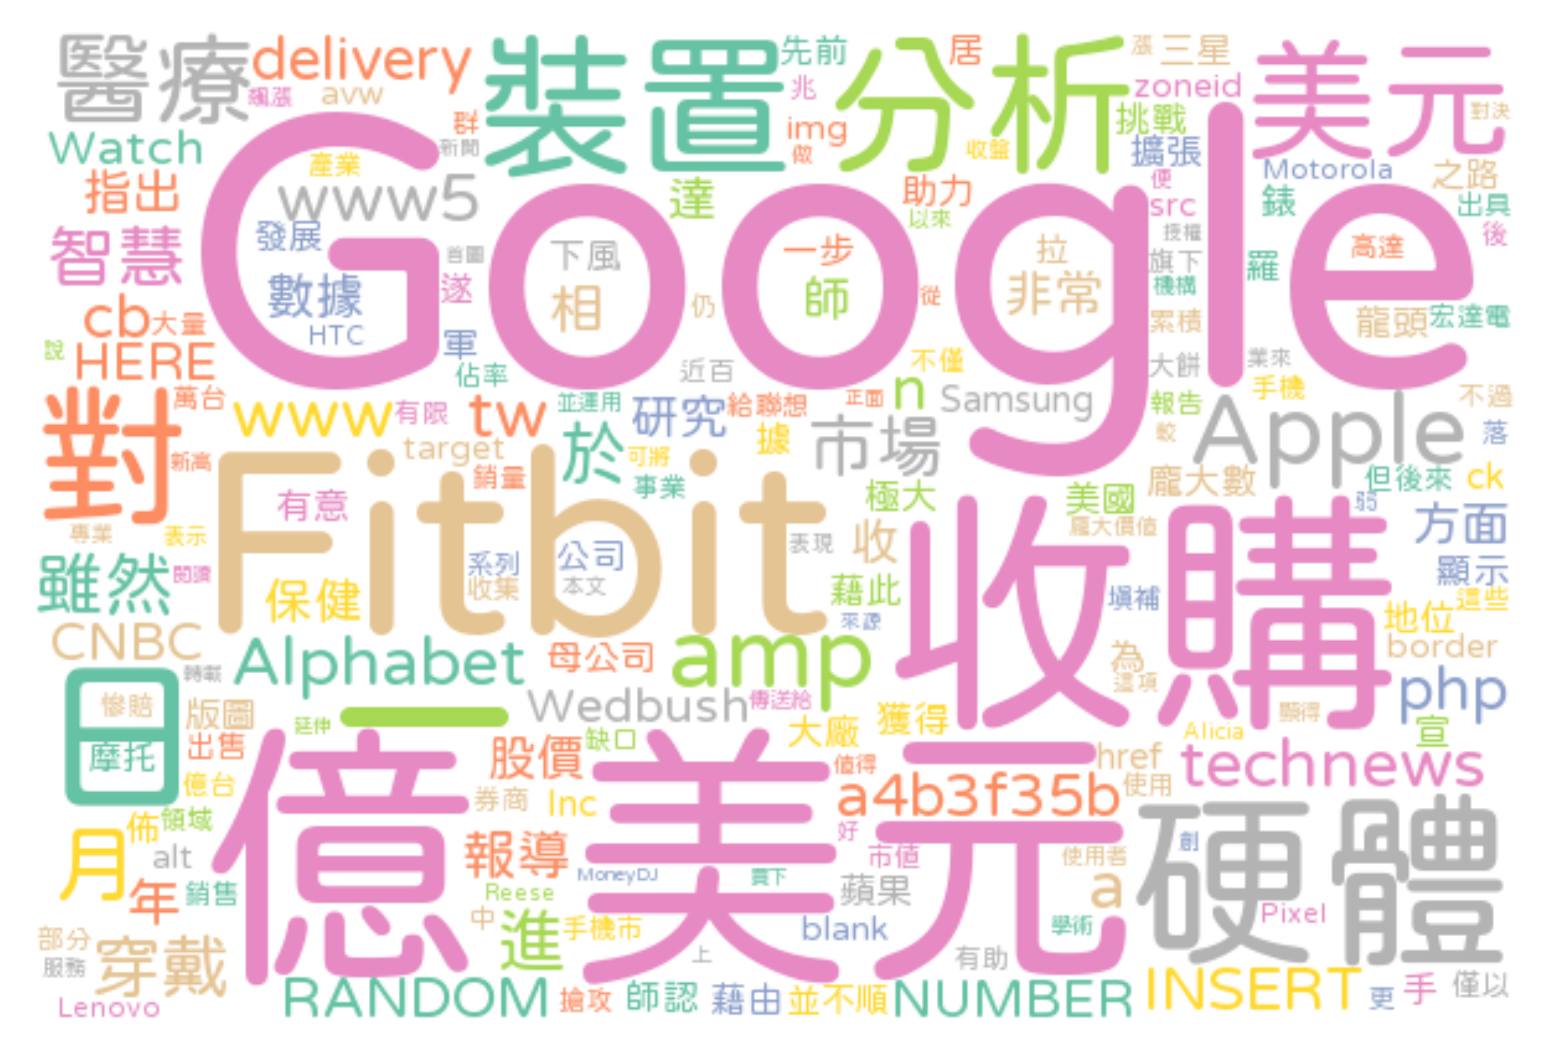 醫療 delivery 裝置 先前 分析 居 漲 三星 美元
飆漲 avw 兆 zoneid
Watch 群 新聞 img 做 收盤 挑戰 擴張 對決
產業 Motorola 之路
指出 www5 達 助力 以來 便 src 錶 出具
Google
智慧 發展 首圖 下風 一步 拉 授權 旗下 羅 高達 後
數據 遂 相 仍 師 從 非常 機構
cb 大量 HTC 軍 累積 龍頭 宏達電
說 HERE 佔率 近百 不僅 大餅 業來 手機
對 萬台 www 有限 tw 並運用 研究 給聯想 正面 n Samsung 報告 Apple 不過
新高 target 於 可將 據 市場 較 落
Fitbit 銷量 事業 極大 美國 龐大數 但後來 ck
有意 收購 弱 方面
專業 表示 系列 公司 表現 收 龐大價值
雖然 閱讀 保健 收集 本文 藉此 填補 顯示 這些
CNBC Alphabet 母公司 來源 amp 為 地位 border
日 轉載 慘賠 Wedbush 傳送給 這項 php
版圖 延伸 一 大廠 獲得 顯得 Alicia 宣
摩托 出售 億美元 股價 缺口 值得 href technews
億台 券商 Inc a4b3f35b 使用
月 佈 領域 報導 好 硬體
alt MoneyDJ 買下 市值 使用者 創
年 銷售 Reese 蘋果 a Pixel
部分 穿戴 中 進 手機市 blank 學術
服務 上 有助
Lenovo RANDOM 搶攻 師認 藉由 並不順 NUMBER INSERT 更 手 僅以